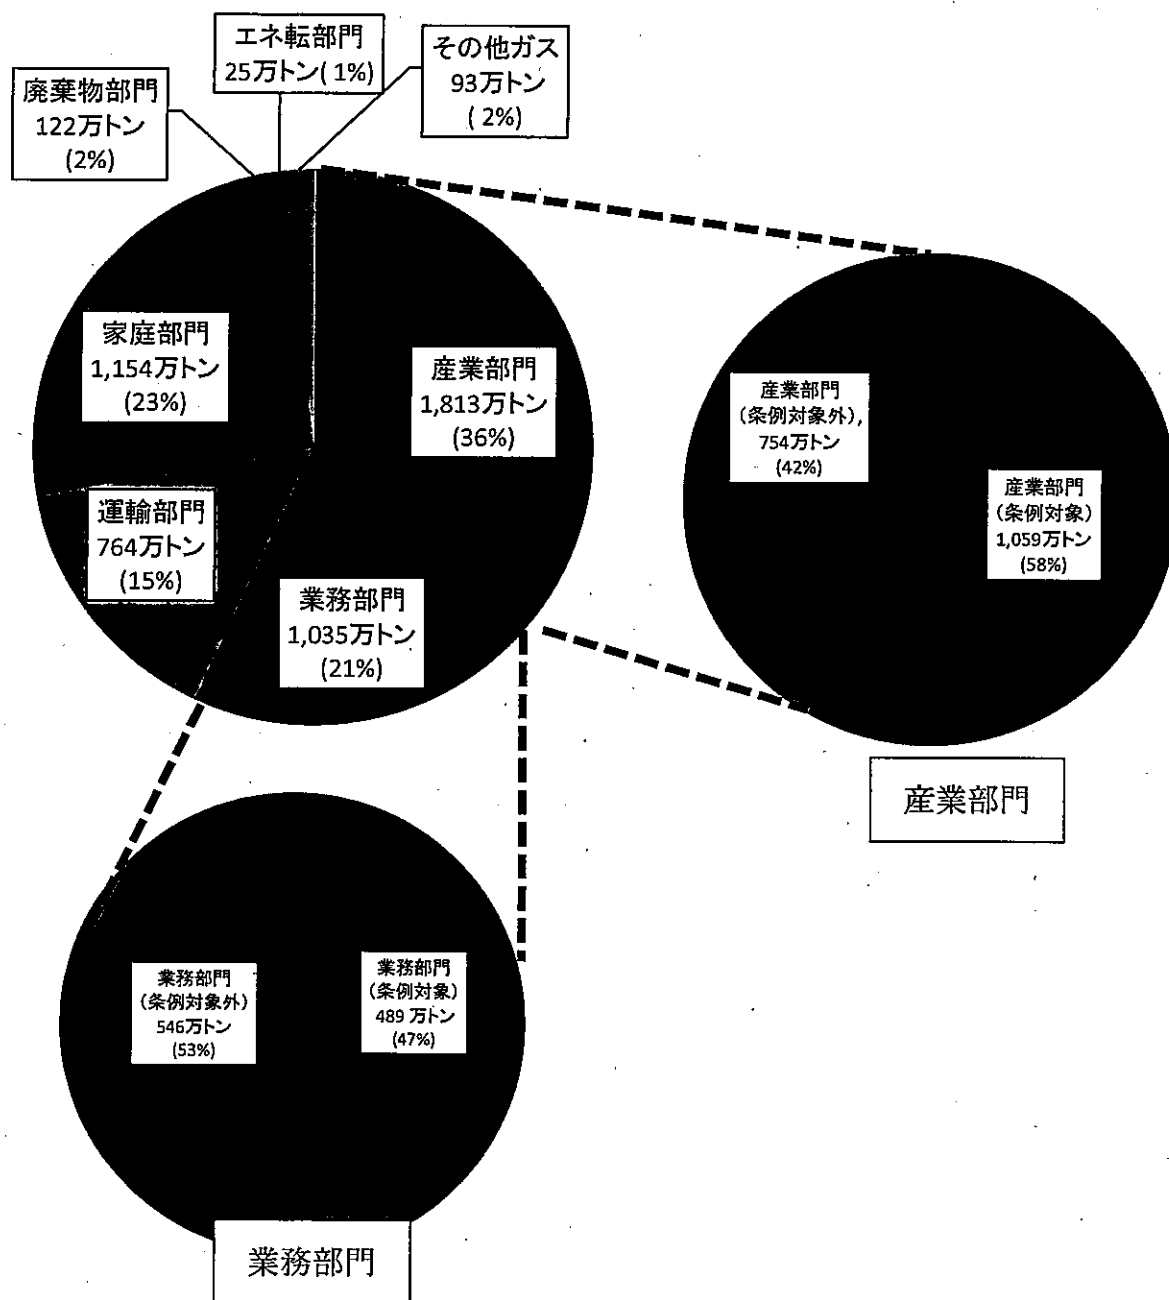 エネ転部門
25万トン( 1%)
その他ガス
93万トン
( 2%)
廃棄物部門
122万トン
(2%)
家庭部門
1,154万トン
(23%)
産業部門
1,813万トン
(36%)
運輸部門
764万トン
(15%)
業務部門
1,035万トン
(21%)
産業部門
(条例対象外),
754万トン
(42%)
産業部門
(条例対象)
1,059万トン
(58%)
産業部門
業務部門
(条例対象外)
546万トン
(53%)
業務部門
(条例対象)
489 万トン
(47%)
業務部門